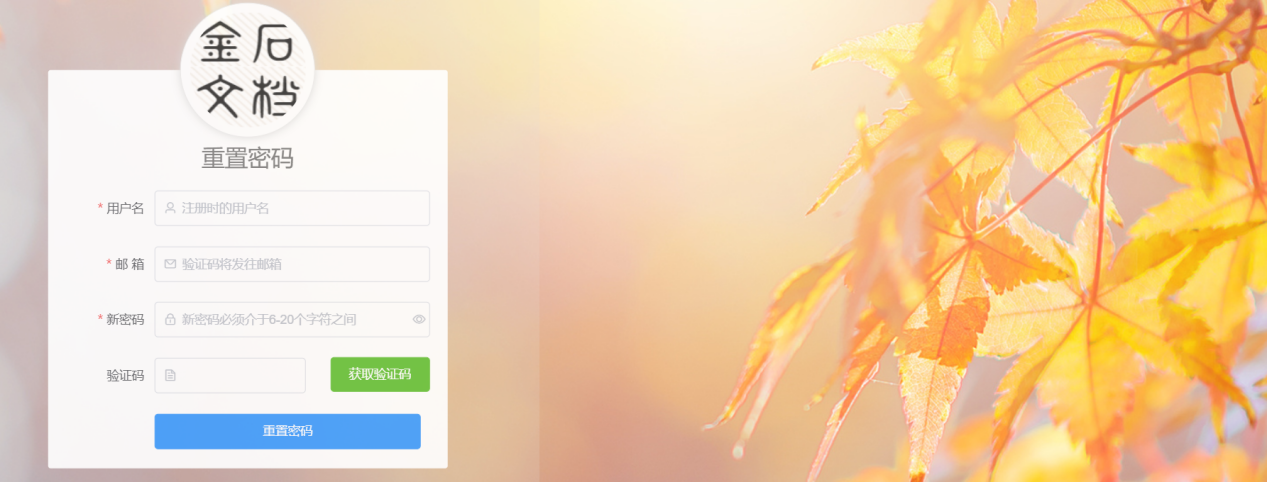 金石
文档
重置密码
* 用户名 注册时的用户名
* 邮 箱 验证码将发往邮箱
* 新密码 新密码必须介于6-20个字符之间
验证码 获取验证码
重置密码